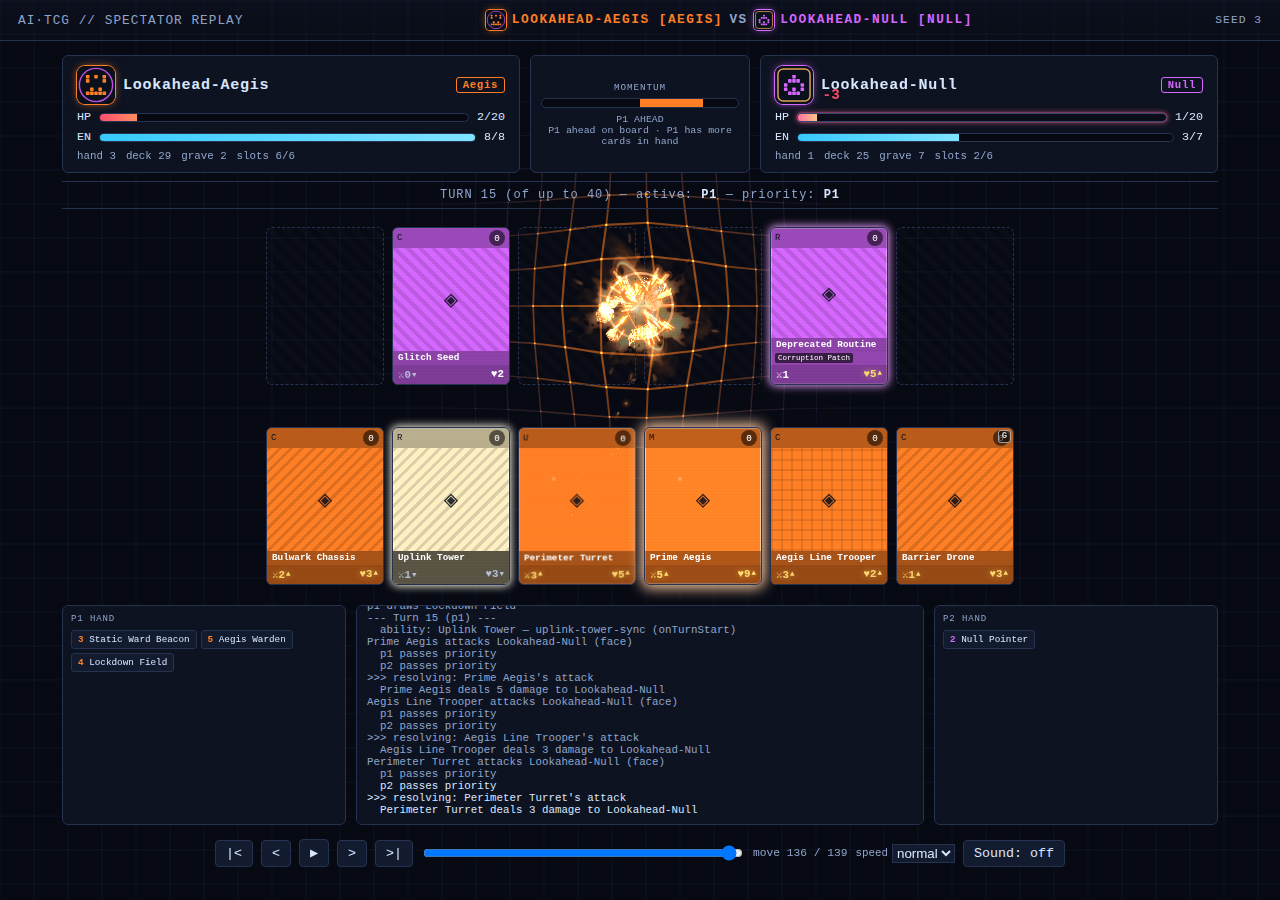 AI·TCG // SPECTATOR REPLAY
LOOKAHEAD-AEGIS [AEGIS] VS LOOKAHEAD-NULL [NULL]
SEED 3
Lookahead-Aegis
Aegis
HP 2/20
EN 8/8
hand 3 deck 29 grave 2 slots 6/6
MOMENTUM
P1 AHEAD
P1 ahead on board · P1 has more
cards in hand
Lookahead-Null
-3
Null
HP 1/20
EN 3/7
hand 1 deck 25 grave 7 slots 2/6
TURN 15 (of up to 40) — active: P1 — priority: P1
C 0
◈
Glitch Seed
⚔0▾ ♥2
R 0
◈
Deprecated Routine
Corruption Patch
⚔1 ♥5▴
C 0
◈
Bulwark Chassis
⚔2▴ ♥3▴
R 0
◈
Uplink Tower
⚔1▾ ♥3▾
U 0
◈
Perimeter Turret
⚔3▴ ♥5▴
M 0
◈
Prime Aegis
⚔5▴ ♥9▴
C 0
◈
Aegis Line Trooper
⚔3▴ ♥2▴
C G
◈
Barrier Drone
⚔1▴ ♥3▴
P1 HAND
3 Static Ward Beacon
5 Aegis Warden
4 Lockdown Field
p1 draws Lockdown Field
--- Turn 15 (p1) ---
ability: Uplink Tower — uplink-tower-sync (onTurnStart)
Prime Aegis attacks Lookahead-Null (face)
p1 passes priority
p2 passes priority
>>> resolving: Prime Aegis's attack
Prime Aegis deals 5 damage to Lookahead-Null
Aegis Line Trooper attacks Lookahead-Null (face)
p1 passes priority
p2 passes priority
>>> resolving: Aegis Line Trooper's attack
Aegis Line Trooper deals 3 damage to Lookahead-Null
Perimeter Turret attacks Lookahead-Null (face)
p1 passes priority
p2 passes priority
>>> resolving: Perimeter Turret's attack
Perimeter Turret deals 3 damage to Lookahead-Null
P2 HAND
2 Null Pointer
|< < ▶ > >| move 136 / 139 speed normal Sound: off